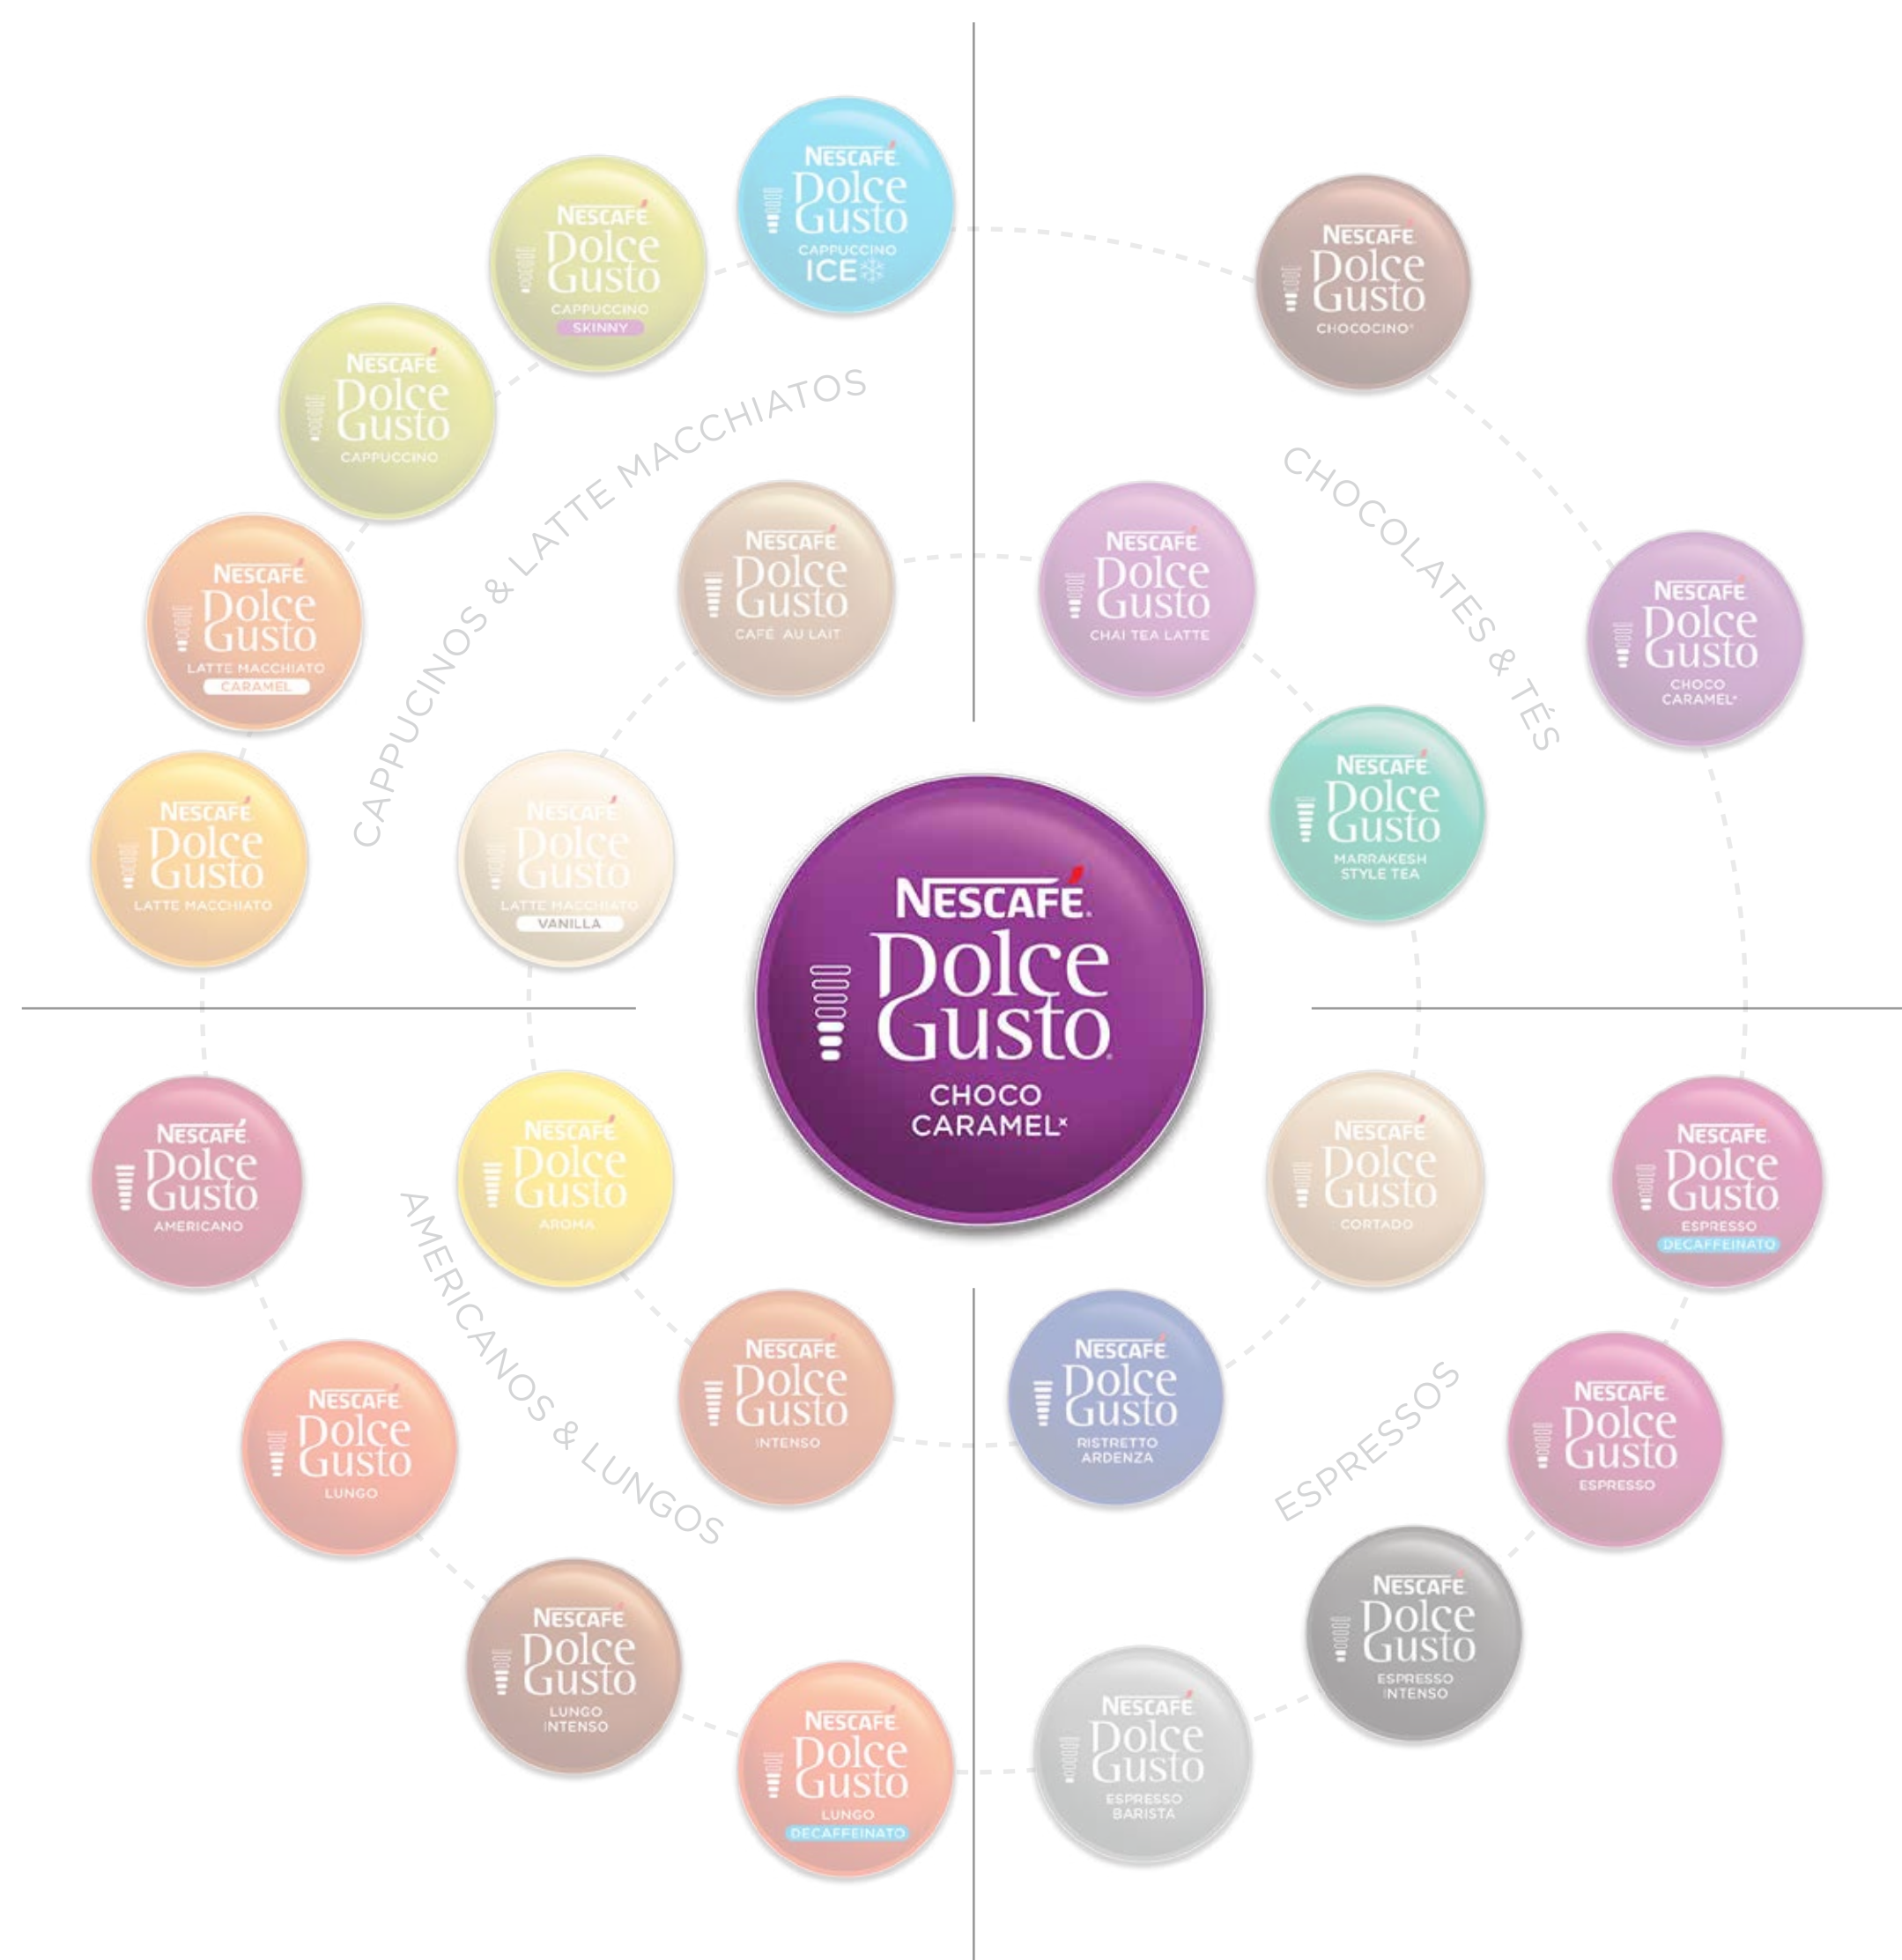 NESCAFÉ
Dolce
Gusto
CAPPUCCINO
ICE
NESCAFÉ
Dolce
Gusto
CAPPUCCINO
SKINNY
NESCAFÉ
Dolce
Gusto
CAPPUCCINO
NESCAFÉ
Dolce
Gusto
LATTE MACCHIATO
CARAMEL
NESCAFÉ
Dolce
Gusto
LATTE MACCHIATO
CAPPUCINOS & LATTE MACCHIATOS
NESCAFÉ
Dolce
Gusto
CAFÉ AU LAIT
NESCAFÉ
Dolce
Gusto
LATTE MACCHIATO
VANILLA
NESCAFÉ
Dolce
Gusto
CHOCOCINO*
CHOCOLATES & TÉS
NESCAFÉ
Dolce
Gusto
CHAI TEA LATTE
NESCAFÉ
Dolce
Gusto
CHOCO
CARAMEL*
NESCAFÉ
Dolce
Gusto
MARRAKESH
STYLE TEA
NESCAFÉ
Dolce
Gusto
CHOCO
CARAMEL*
NESCAFÉ
Dolce
Gusto
AMERICANO
NESCAFÉ
Dolce
Gusto
AROMA
AMERICANOS & LUNGOS
NESCAFÉ
Dolce
Gusto
INTENSO
NESCAFÉ
Dolce
Gusto
LUNGO
NESCAFÉ
Dolce
Gusto
LUNGO
INTENSO
NESCAFÉ
Dolce
Gusto
LUNGO
DECAFFEINATO
NESCAFÉ
Dolce
Gusto
CORTADO
NESCAFÉ
Dolce
Gusto
ESPRESSO
DECAFFEINATO
NESCAFÉ
Dolce
Gusto
RISTRETTO
ARDENZA
ESPRESSOS
NESCAFÉ
Dolce
Gusto
ESPRESSO
NESCAFÉ
Dolce
Gusto
ESPRESSO
INTENSO
NESCAFÉ
Dolce
Gusto
ESPRESSO
BARISTA